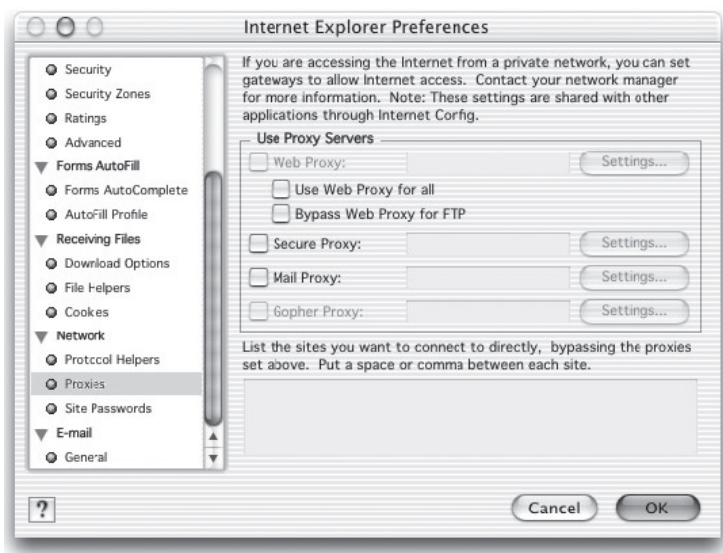 Internet Explorer Preferences
Security
Security Zones
Ratings
Advanced
Forms AutoFill
Forms AutoComplete
AutoFill Profile
Receiving Files
Download Options
File Helpers
Cookies
Network
Protocol Helpers
Proxies
Site Passwords
E-mail
General
If you are accessing the Internet from a private network, you can set
gateways to allow Internet access. Contact your network manager
for more information. Note: These settings are shared with other
applications through Internet Config.
Use Proxy Servers
Web Proxy: Settings...
Use Web Proxy for all
Bypass Web Proxy for FTP
Secure Proxy: Settings...
Mail Proxy: Settings...
Gopher Proxy: Settings...
List the sites you want to connect to directly, bypassing the proxies
set above. Put a space or comma between each site.
?
Cancel
OK